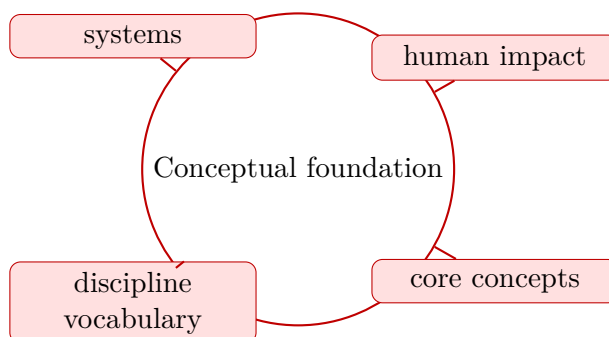 systems
human impact
Conceptual foundation
discipline
vocabulary
core concepts